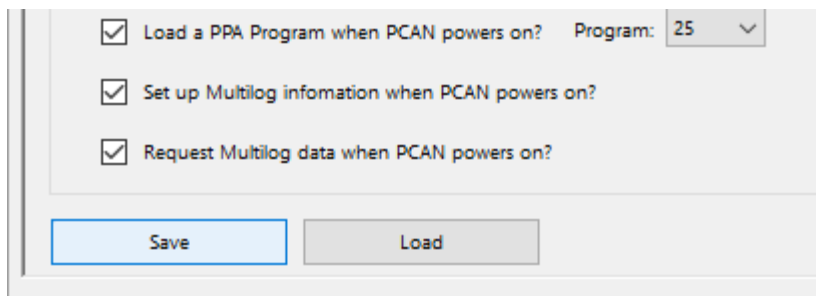 Load a PPA Program when PCAN powers on? Program: 25
Set up Multilog infomation when PCAN powers on?
Request Multilog data when PCAN powers on?
Save Load